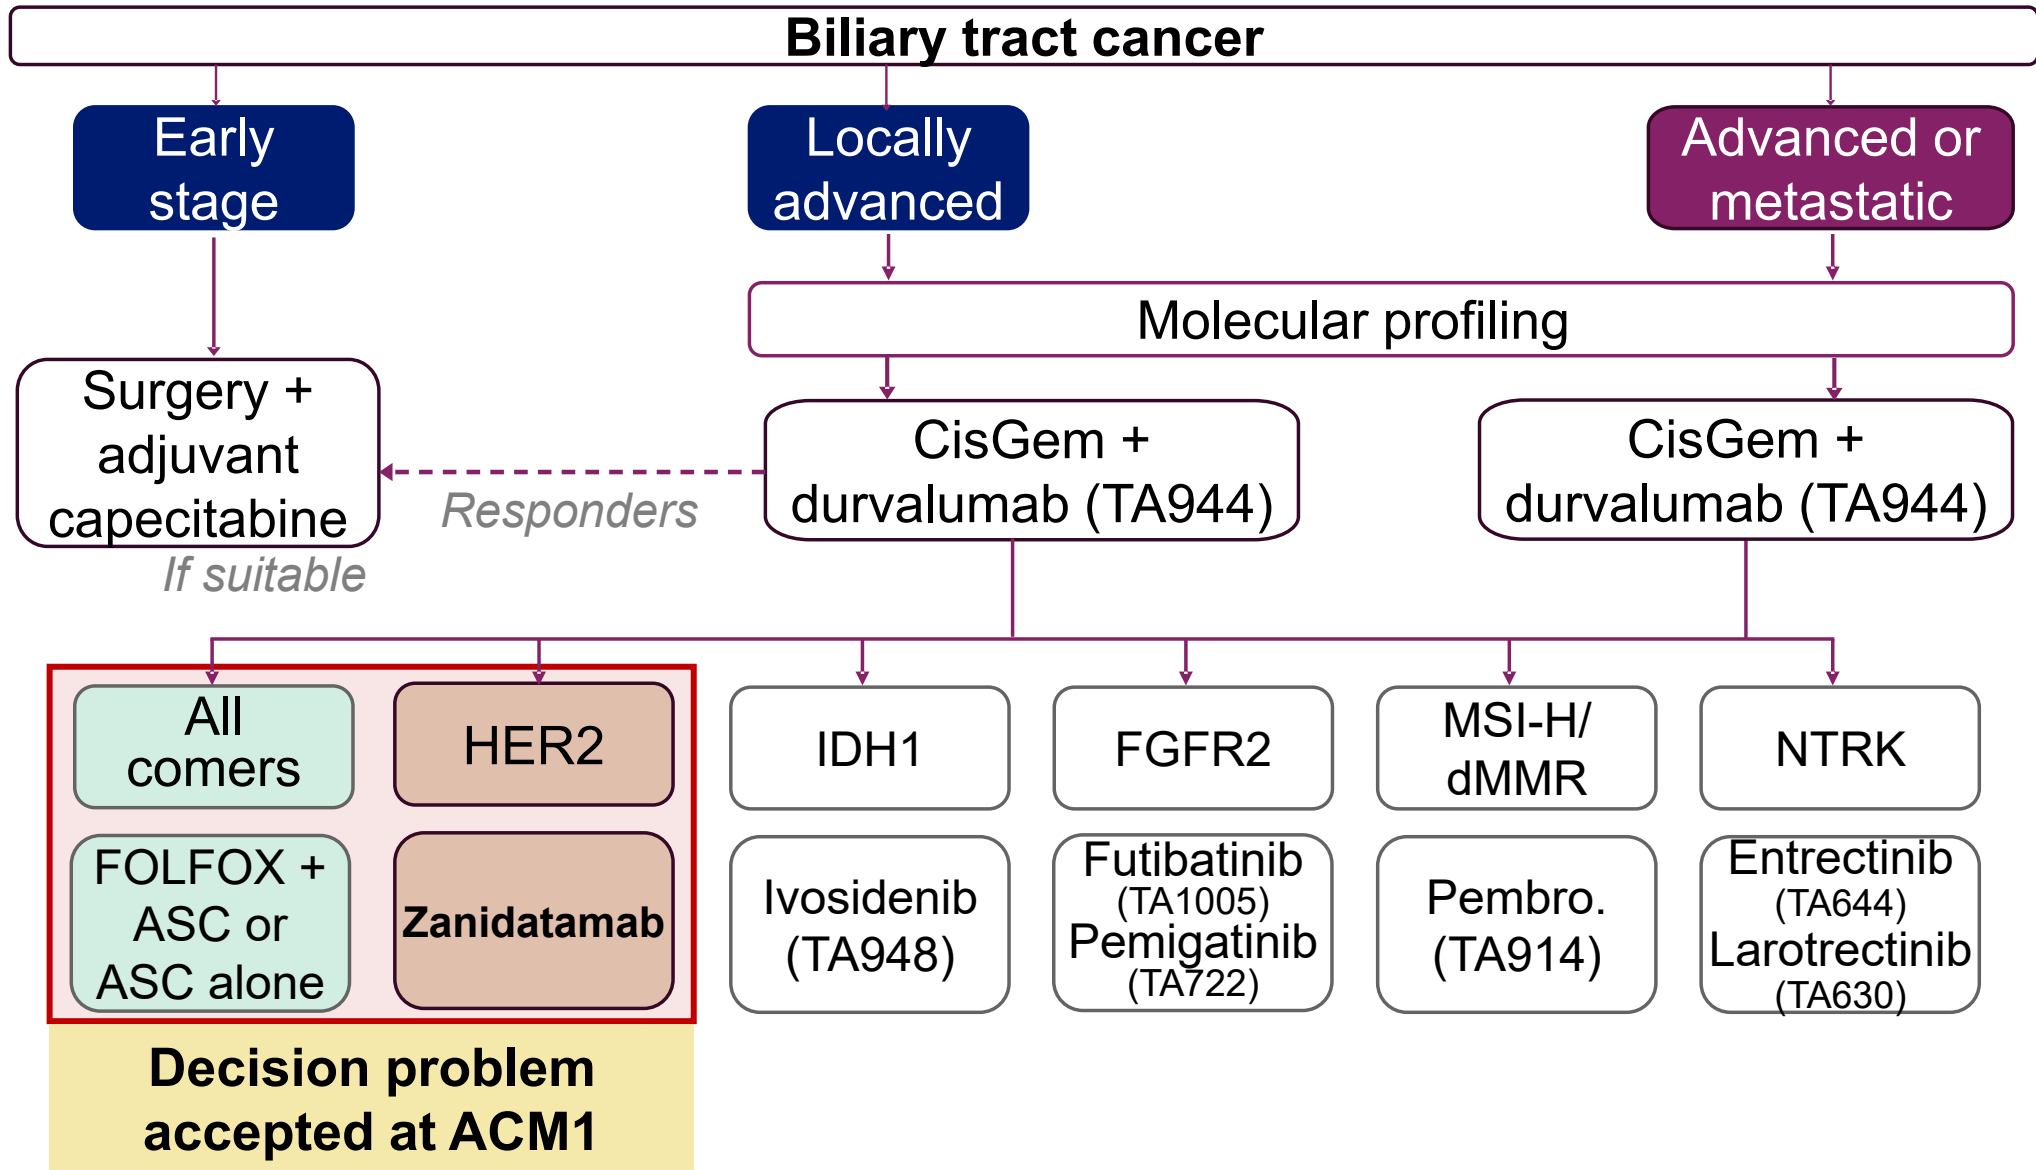 Biliary tract cancer
Early
stage
Locally
advanced
Advanced or
metastatic
Molecular profiling
Surgery +
adjuvant
capecitabine
If suitable
Responders
CisGem +
durvalumab (TA944)
CisGem +
durvalumab (TA944)
All
comers
HER2
IDH1
FGFR2
MSI-H/
dMMR
NTRK
FOLFOX +
ASC or
ASC alone
Zanidatamab
Ivosidenib
(TA948)
Futibatinib
(TA1005)
Pemigatinib
(TA722)
Pembro.
(TA914)
Entrectinib
(TA644)
Larotrectinib
(TA630)
Decision problem
accepted at ACM1